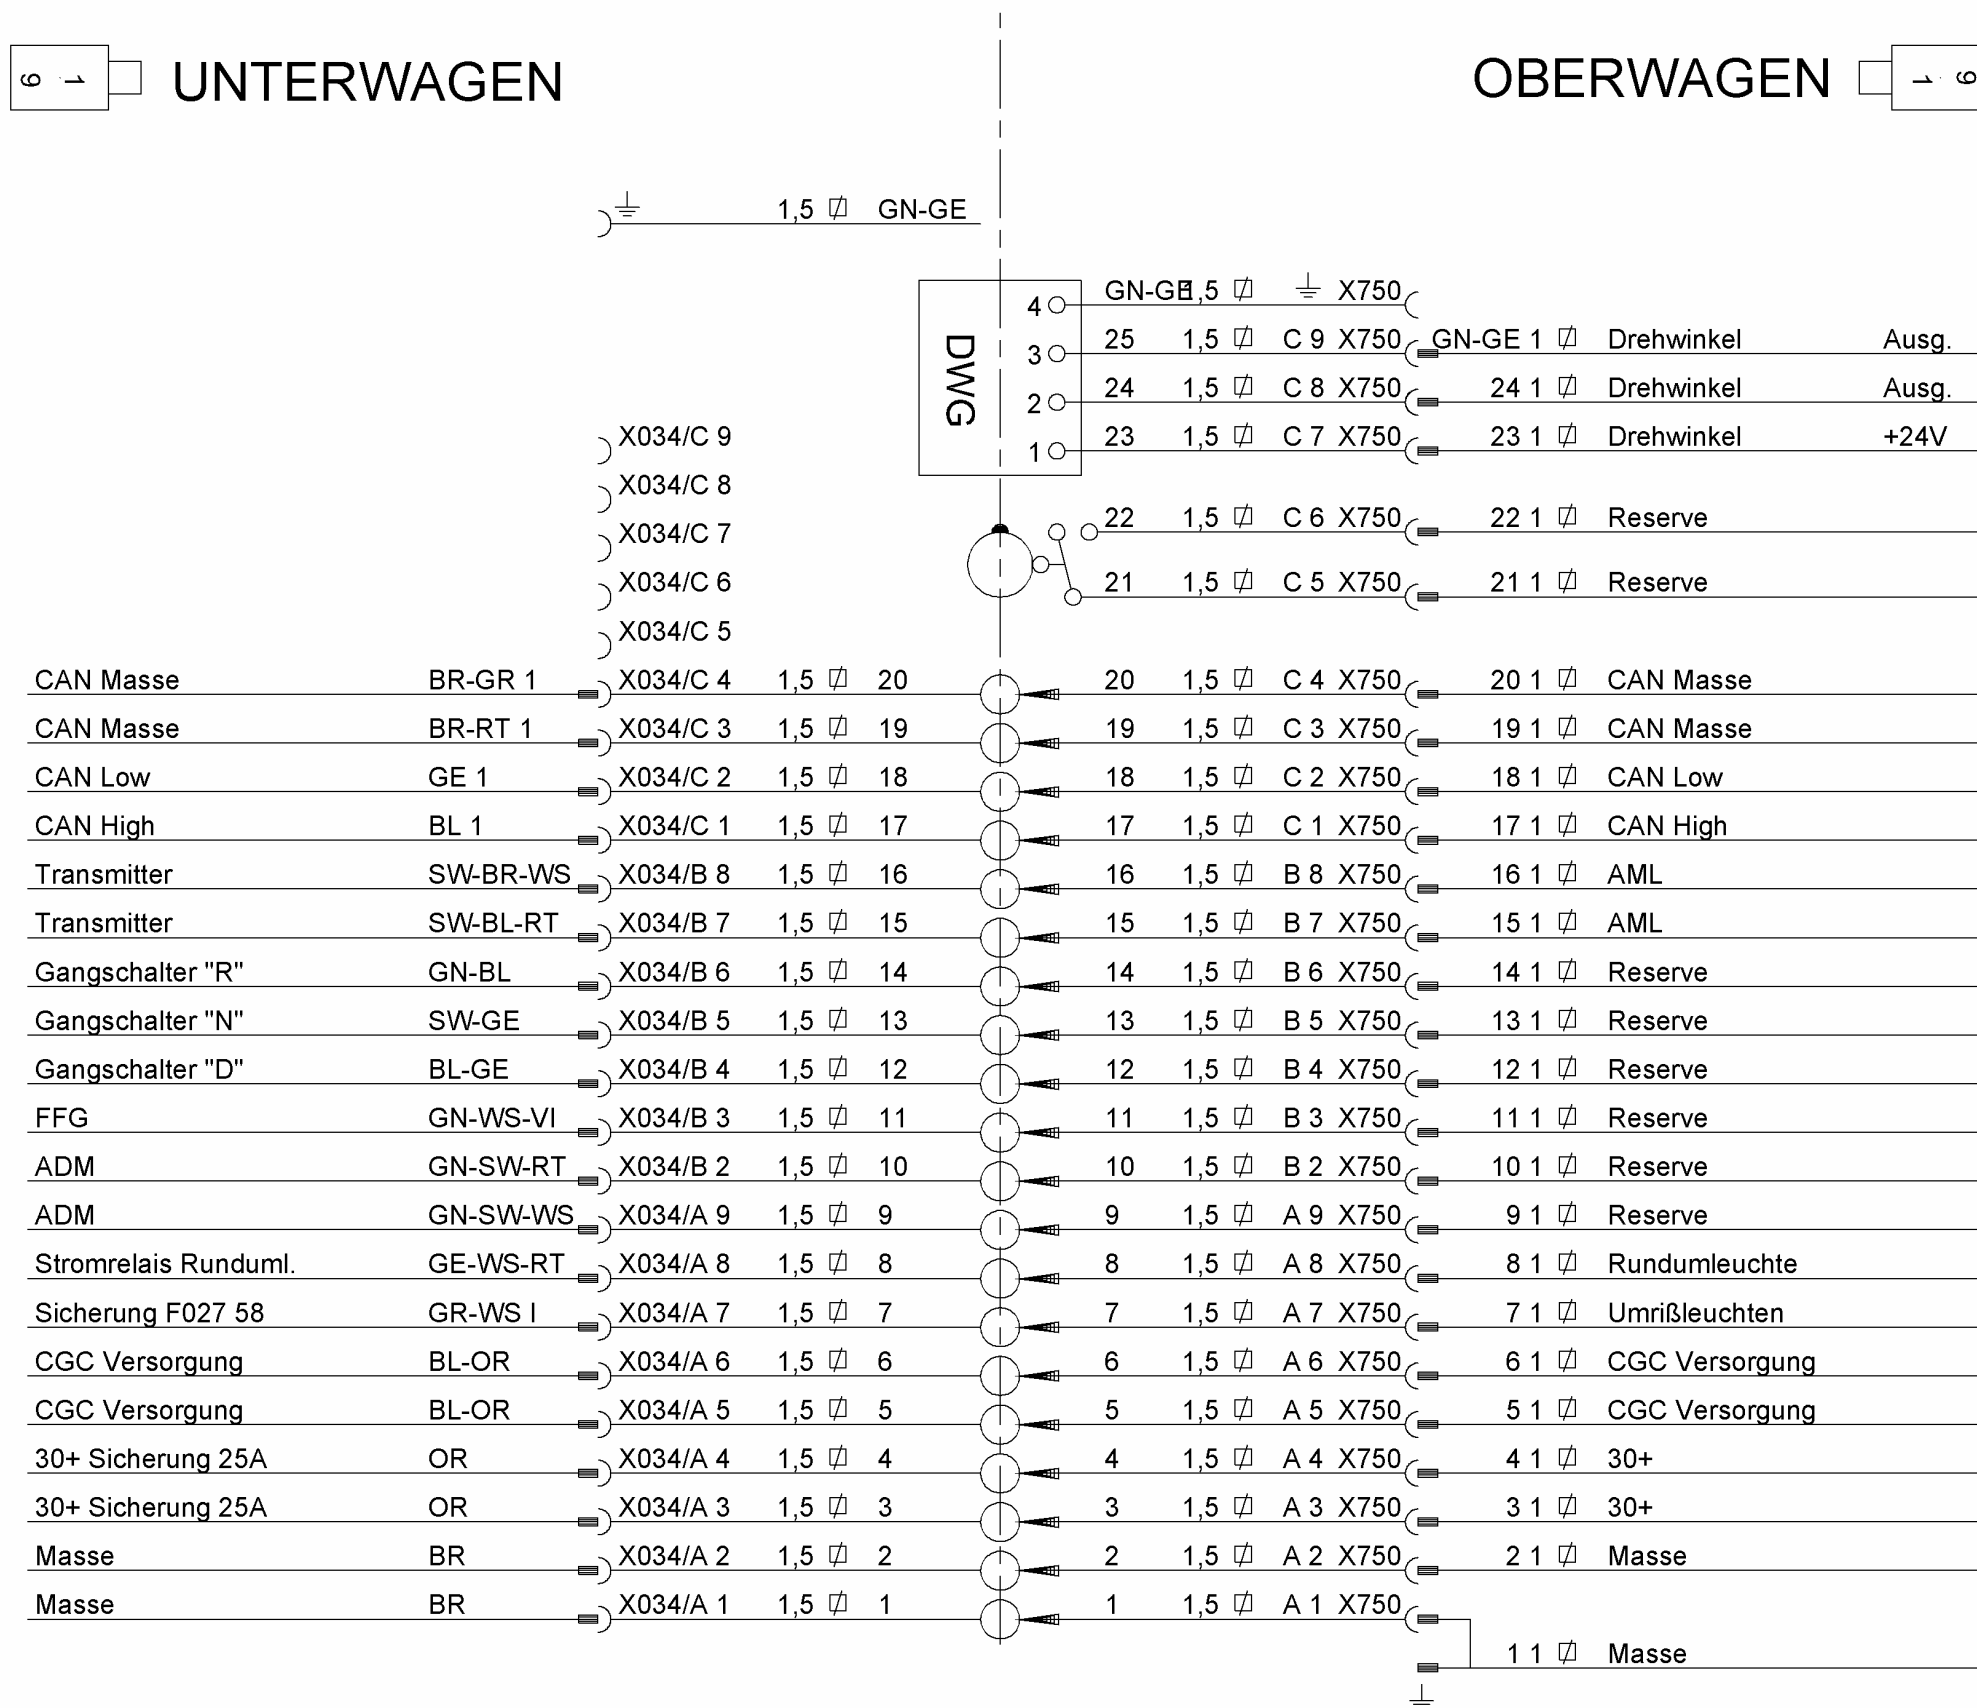 9 1 UNTERWAGEN OBERWAGEN 1 9
1,5 GN-GE
4 GN-GE 1,5 X750
DWG
3 25 1,5 C 9 X750 GN-GE 1 Drehwinkel Ausg.
2 24 1,5 C 8 X750 24 1 Drehwinkel Ausg.
X034/C 9 1 23 1,5 C 7 X750 23 1 Drehwinkel +24V
X034/C 8
X034/C 7 22 1,5 C 6 X750 22 1 Reserve
X034/C 6 21 1,5 C 5 X750 21 1 Reserve
X034/C 5
CAN Masse BR-GR 1 X034/C 4 1,5 20 20 1,5 C 4 X750 20 1 CAN Masse
CAN Masse BR-RT 1 X034/C 3 1,5 19 19 1,5 C 3 X750 19 1 CAN Masse
CAN Low GE 1 X034/C 2 1,5 18 18 1,5 C 2 X750 18 1 CAN Low
CAN High BL 1 X034/C 1 1,5 17 17 1,5 C 1 X750 17 1 CAN High
Transmitter SW-BR-WS X034/B 8 1,5 16 16 1,5 B 8 X750 16 1 AML
Transmitter SW-BL-RT X034/B 7 1,5 15 15 1,5 B 7 X750 15 1 AML
Gangschalter "R" GN-BL X034/B 6 1,5 14 14 1,5 B 6 X750 14 1 Reserve
Gangschalter "N" SW-GE X034/B 5 1,5 13 13 1,5 B 5 X750 13 1 Reserve
Gangschalter "D" BL-GE X034/B 4 1,5 12 12 1,5 B 4 X750 12 1 Reserve
FFG GN-WS-VI X034/B 3 1,5 11 11 1,5 B 3 X750 11 1 Reserve
ADM GN-SW-RT X034/B 2 1,5 10 10 1,5 B 2 X750 10 1 Reserve
ADM GN-SW-WS X034/A 9 1,5 9 9 1,5 A 9 X750 9 1 Reserve
Stromrelais Runduml. GE-WS-RT X034/A 8 1,5 8 8 1,5 A 8 X750 8 1 Rundumleuchte
Sicherung F027 58 GR-WS I X034/A 7 1,5 7 7 1,5 A 7 X750 7 1 Umrißleuchten
CGC Versorgung BL-OR X034/A 6 1,5 6 6 1,5 A 6 X750 6 1 CGC Versorgung
CGC Versorgung BL-OR X034/A 5 1,5 5 5 1,5 A 5 X750 5 1 CGC Versorgung
30+ Sicherung 25A OR X034/A 4 1,5 4 4 1,5 A 4 X750 4 1 30+
30+ Sicherung 25A OR X034/A 3 1,5 3 3 1,5 A 3 X750 3 1 30+
Masse BR X034/A 2 1,5 2 2 1,5 A 2 X750 2 1 Masse
Masse BR X034/A 1 1,5 1 1 1,5 A 1 X750
1 1 Masse